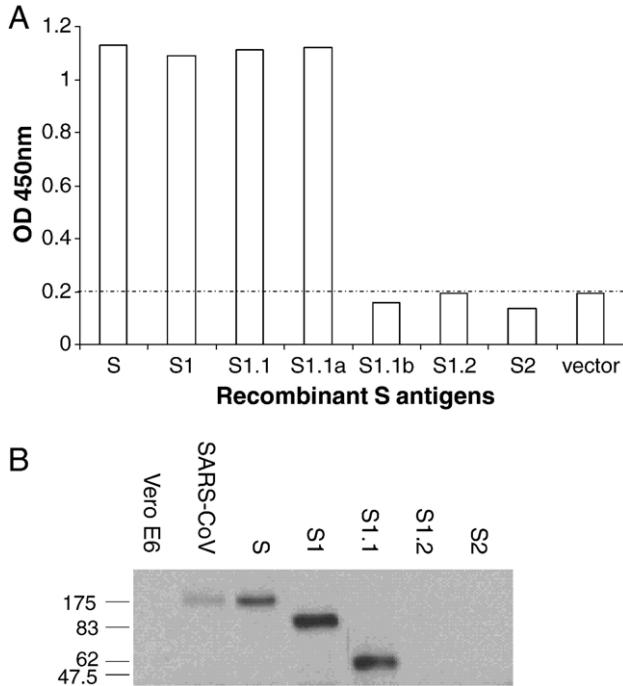 A
1.2
1
0.8
0.6
0.4
0.2
0
OD 450nm
S S1 S1.1 S1.1a S1.1b S1.2 S2 vector
Recombinant S antigens
B
Vero E6 SARS-CoV S S1 S1.1 S1.2 S2
175
83
62
47.5